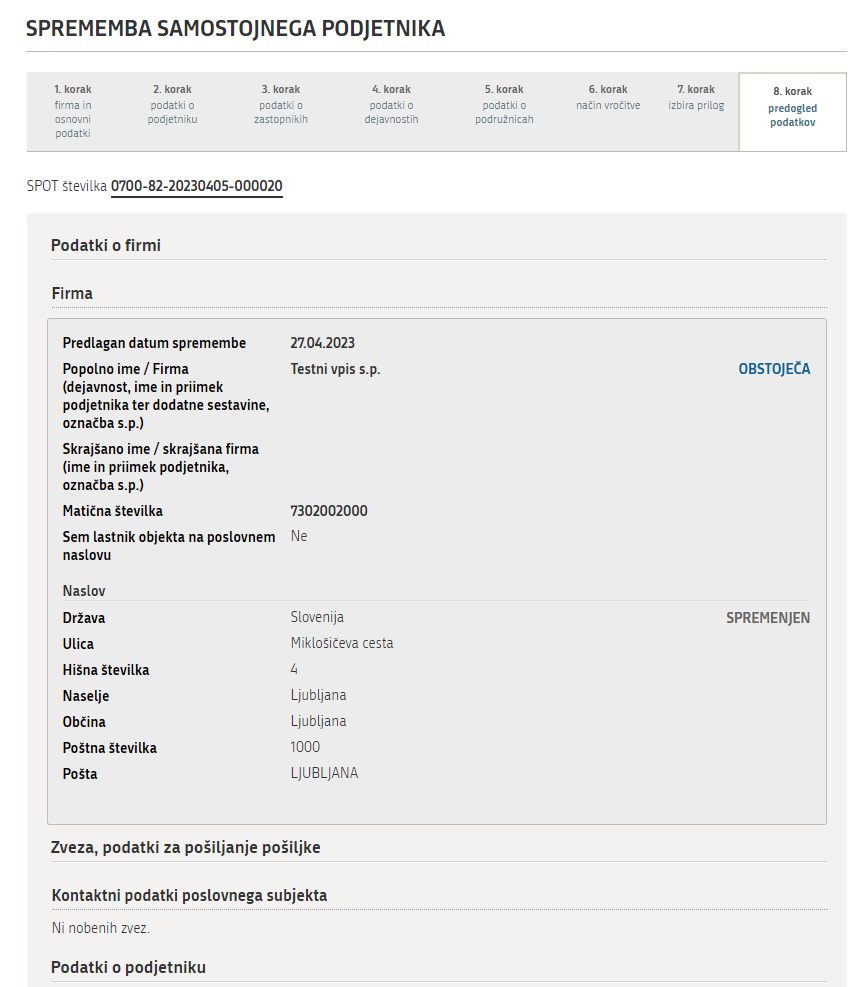 SPREMEMBA SAMOSTOJNEGA PODJETNIKA
1. korak
firma in
osnovni
podatki
2. korak
podatki o
podjetniku
3. korak
podatki o
zastopnikih
4. korak
podatki o
dejavnostih
5. korak
podatki o
podružnicah
6. korak
način vročitve
7. korak
izbira prilog
8. korak
predogled
podatkov
SPOT številka 0700-82-20230405-000020
Podatki o firmi
Firma
Predlagan datum spremembe 27.04.2023
Popolno ime / Firma Testni vpis s.p. OBSTOJEČA
(dejavnost, ime in priimek
podjetnika ter dodatne sestavine,
označba s.p.)
Skrajšano ime / skrajšana firma
(ime in priimek podjetnika,
označba s.p.)
Matična številka 7302002000
Sem lastnik objekta na poslovnem Ne
naslovu
Naslov
Država Slovenija SPREMENJEN
Ulica Miklošičeva cesta
Hišna številka 4
Naselje Ljubljana
Občina Ljubljana
Poštna številka 1000
Pošta LJUBLJANA
Zveza, podatki za pošiljanje pošiljke
Kontaktni podatki poslovnega subjekta
Ni nobenih zvez.
Podatki o podjetniku